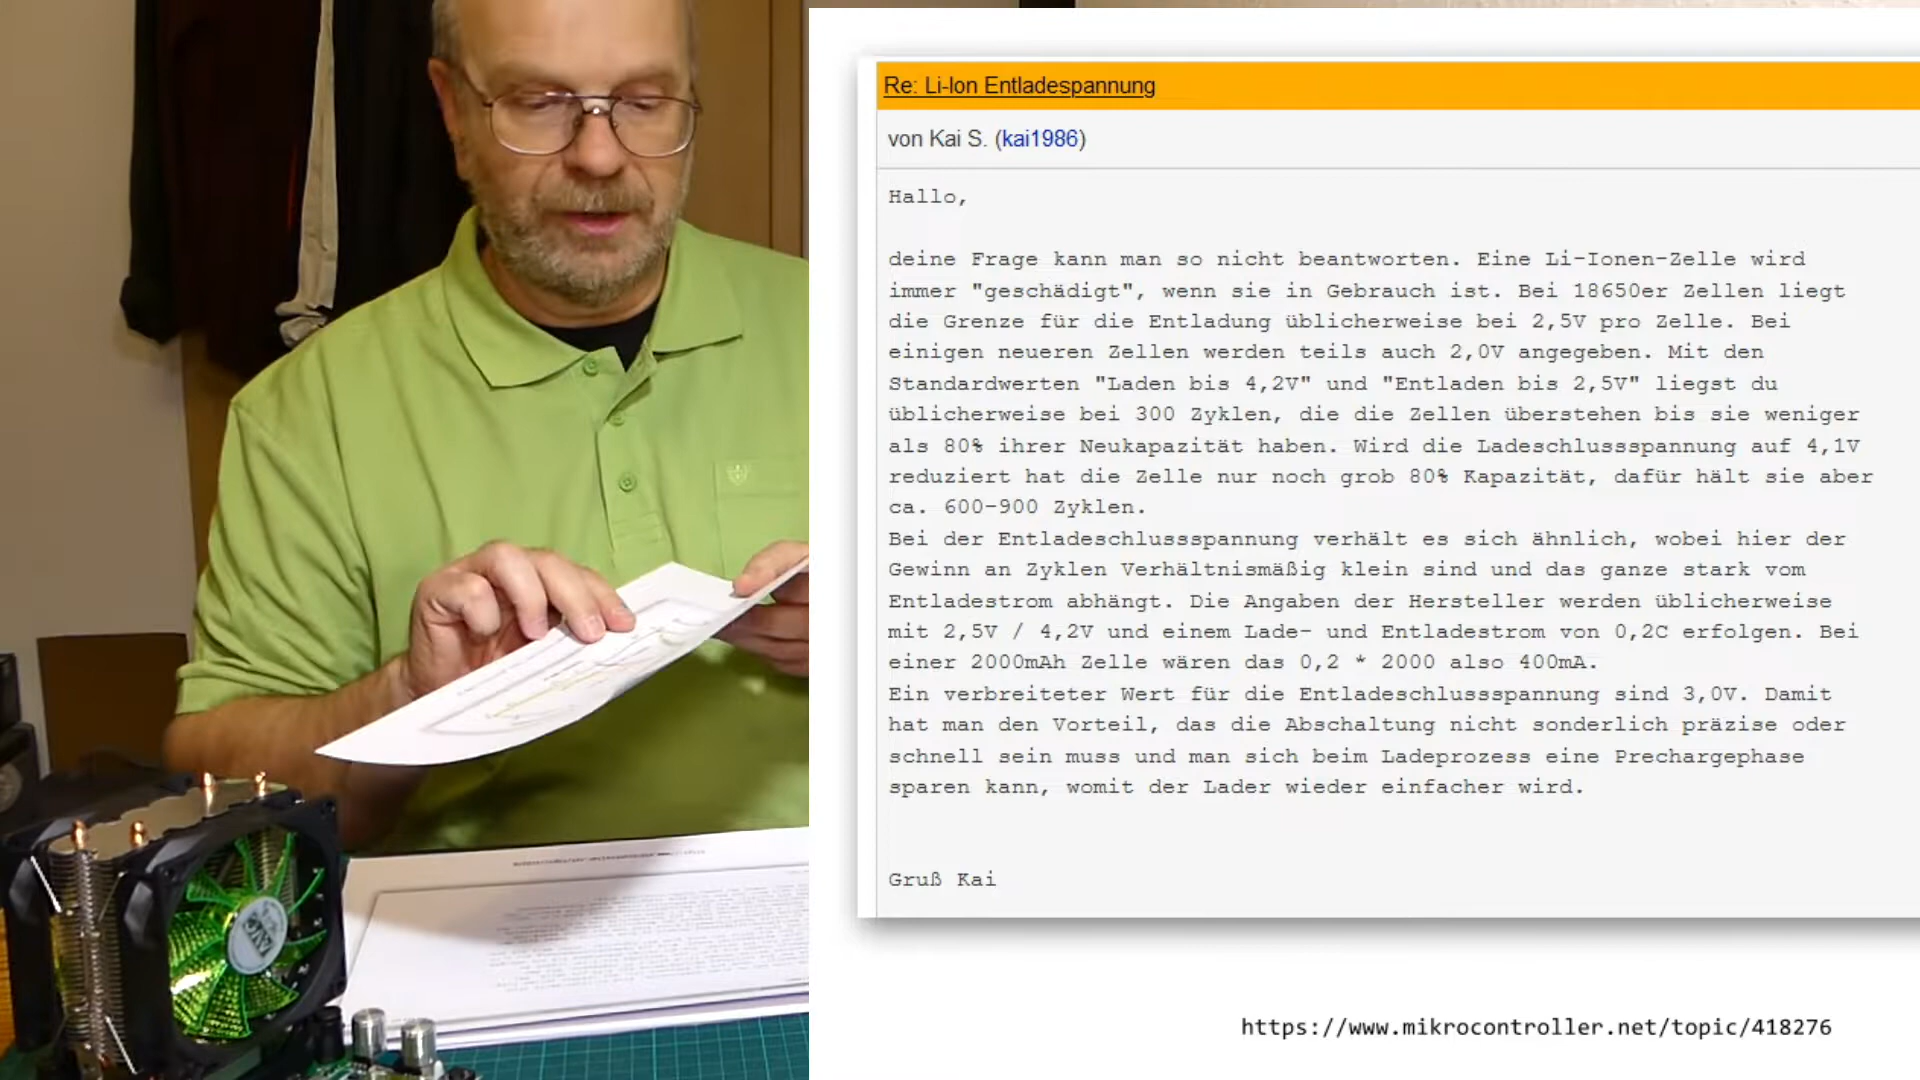 Re: Li-Ion Entladespannung
von Kai S. (kai1986)
Hallo,
deine Frage kann man so nicht beantworten. Eine Li-Ionen-Zelle wird
immer "geschädigt", wenn sie in Gebrauch ist. Bei 18650er Zellen liegt
die Grenze für die Entladung üblicherweise bei 2,5V pro Zelle. Bei
einigen neueren Zellen werden teils auch 2,0V angegeben. Mit den
Standardwerten "Laden bis 4,2V" und "Entladen bis 2,5V" liegst du
üblicherweise bei 300 Zyklen, die die Zellen überstehen bis sie weniger
als 80% ihrer Neukapazität haben. Wird die Ladeschlussspannung auf 4,1V
reduziert hat die Zelle nur noch grob 80% Kapazität, dafür hält sie aber
ca. 600-900 Zyklen.
Bei der Entladeschlussspannung verhält es sich ähnlich, wobei hier der
Gewinn an Zyklen Verhältnismäßig klein sind und das ganze stark vom
Entladestrom abhängt. Die Angaben der Hersteller werden üblicherweise
mit 2,5V / 4,2V und einem Lade- und Entladestrom von 0,2C erfolgen. Bei
einer 2000mAh Zelle wären das 0,2 * 2000 also 400mA.
Ein verbreiteter Wert für die Entladeschlussspannung sind 3,0V. Damit
hat man den Vorteil, das die Abschaltung nicht sonderlich präzise oder
schnell sein muss und man sich beim Ladeprozess eine Prechargephase
sparen kann, womit der Lader wieder einfacher wird.
Gruß Kai
https://www.mikrocontroller.net/topic/418276